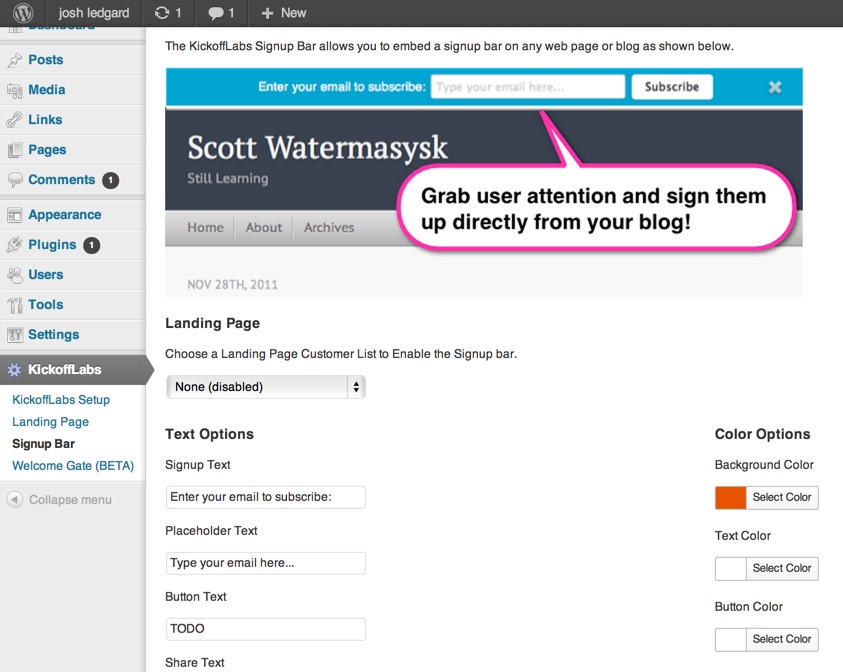 josh ledgard 1 1 + New
Dashboard
Posts
Media
Links
Pages
Comments 1
Appearance
Plugins 1
Users
Tools
Settings
KickoffLabs
KickoffLabs Setup
Landing Page
Signup Bar
Welcome Gate (BETA)
Collapse menu
The KickoffLabs Signup Bar allows you to embed a signup bar on any web page or blog as shown below.
Enter your email to subscribe: Type your email here... Subscribe
Scott Watermasysk
Still Learning
Grab user attention and sign them
up directly from your blog!
Home About Archives
NOV 28TH, 2011
Landing Page
Choose a Landing Page Customer List to Enable the Signup bar.
None (disabled)
Text Options
Signup Text
Enter your email to subscribe:
Placeholder Text
Type your email here...
Button Text
TODO
Share Text
Color Options
Background Color
Select Color
Text Color
Select Color
Button Color
Select Color